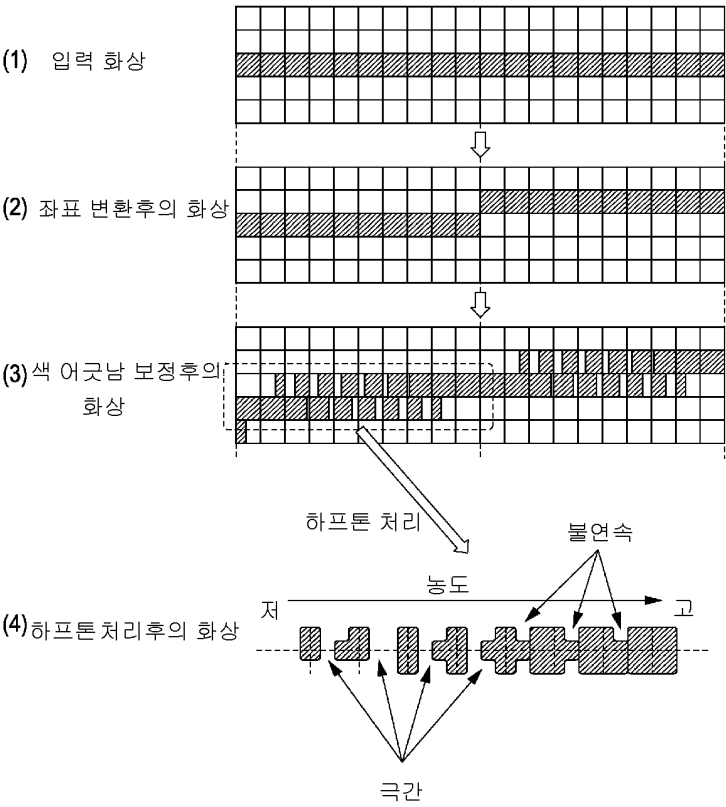 (1) 입력 화상
(2) 좌표 변환후의 화상
(3) 색 어긋남 보정후의
화상
하프톤 처리
불연속
농도
저
고
(4) 하프톤처리후의 화상
극간